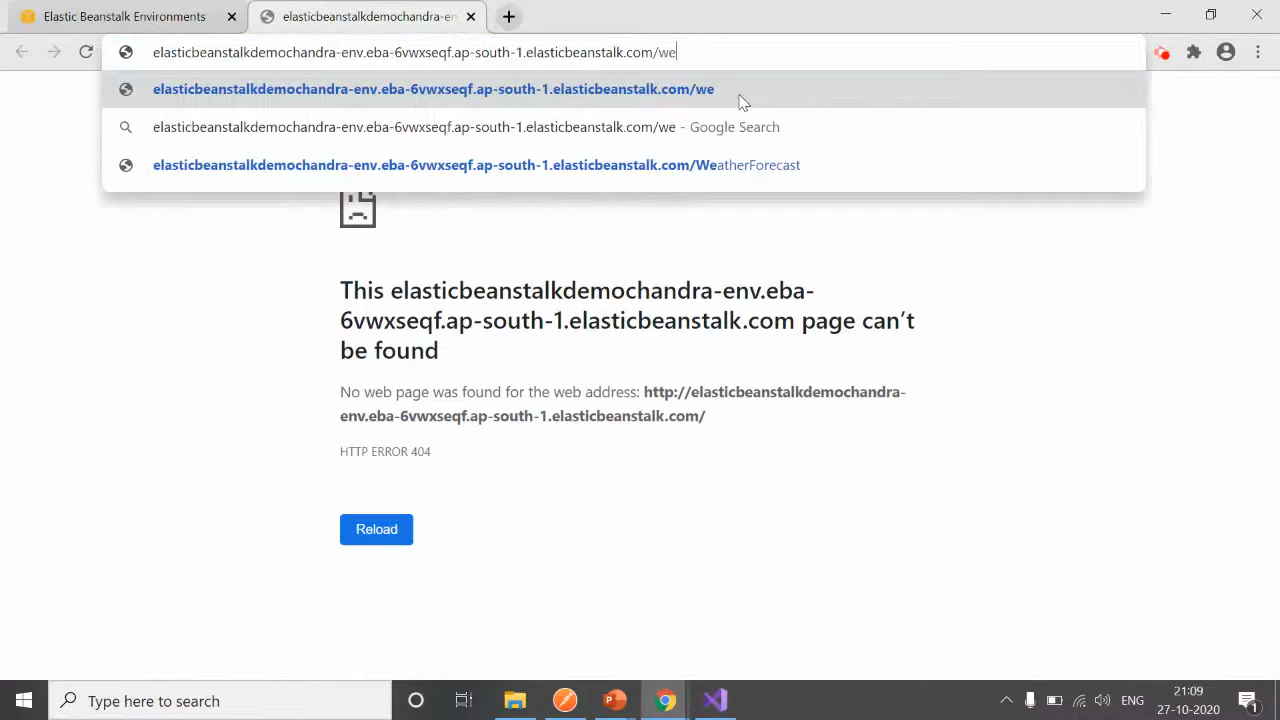 Elastic Beanstalk Environments
elasticbeanstalkdemochandra-en
elasticbeanstalkdemochandra-env.eba-6vwxseqf.ap-south-1.elasticbeanstalk.com/we
elasticbeanstalkdemochandra-env.eba-6vwxseqf.ap-south-1.elasticbeanstalk.com/we
elasticbeanstalkdemochandra-env.eba-6vwxseqf.ap-south-1.elasticbeanstalk.com/we - Google Search
elasticbeanstalkdemochandra-env.eba-6vwxseqf.ap-south-1.elasticbeanstalk.com/WeatherForecast
This elasticbeanstalkdemochandra-env.eba-
6vwxseqf.ap-south-1.elasticbeanstalk.com page can’t
be found
No web page was found for the web address: http://elasticbeanstalkdemochandra-
env.eba-6vwxseqf.ap-south-1.elasticbeanstalk.com/
HTTP ERROR 404
Reload
Type here to search
ENG
21:09
27-10-2020
1